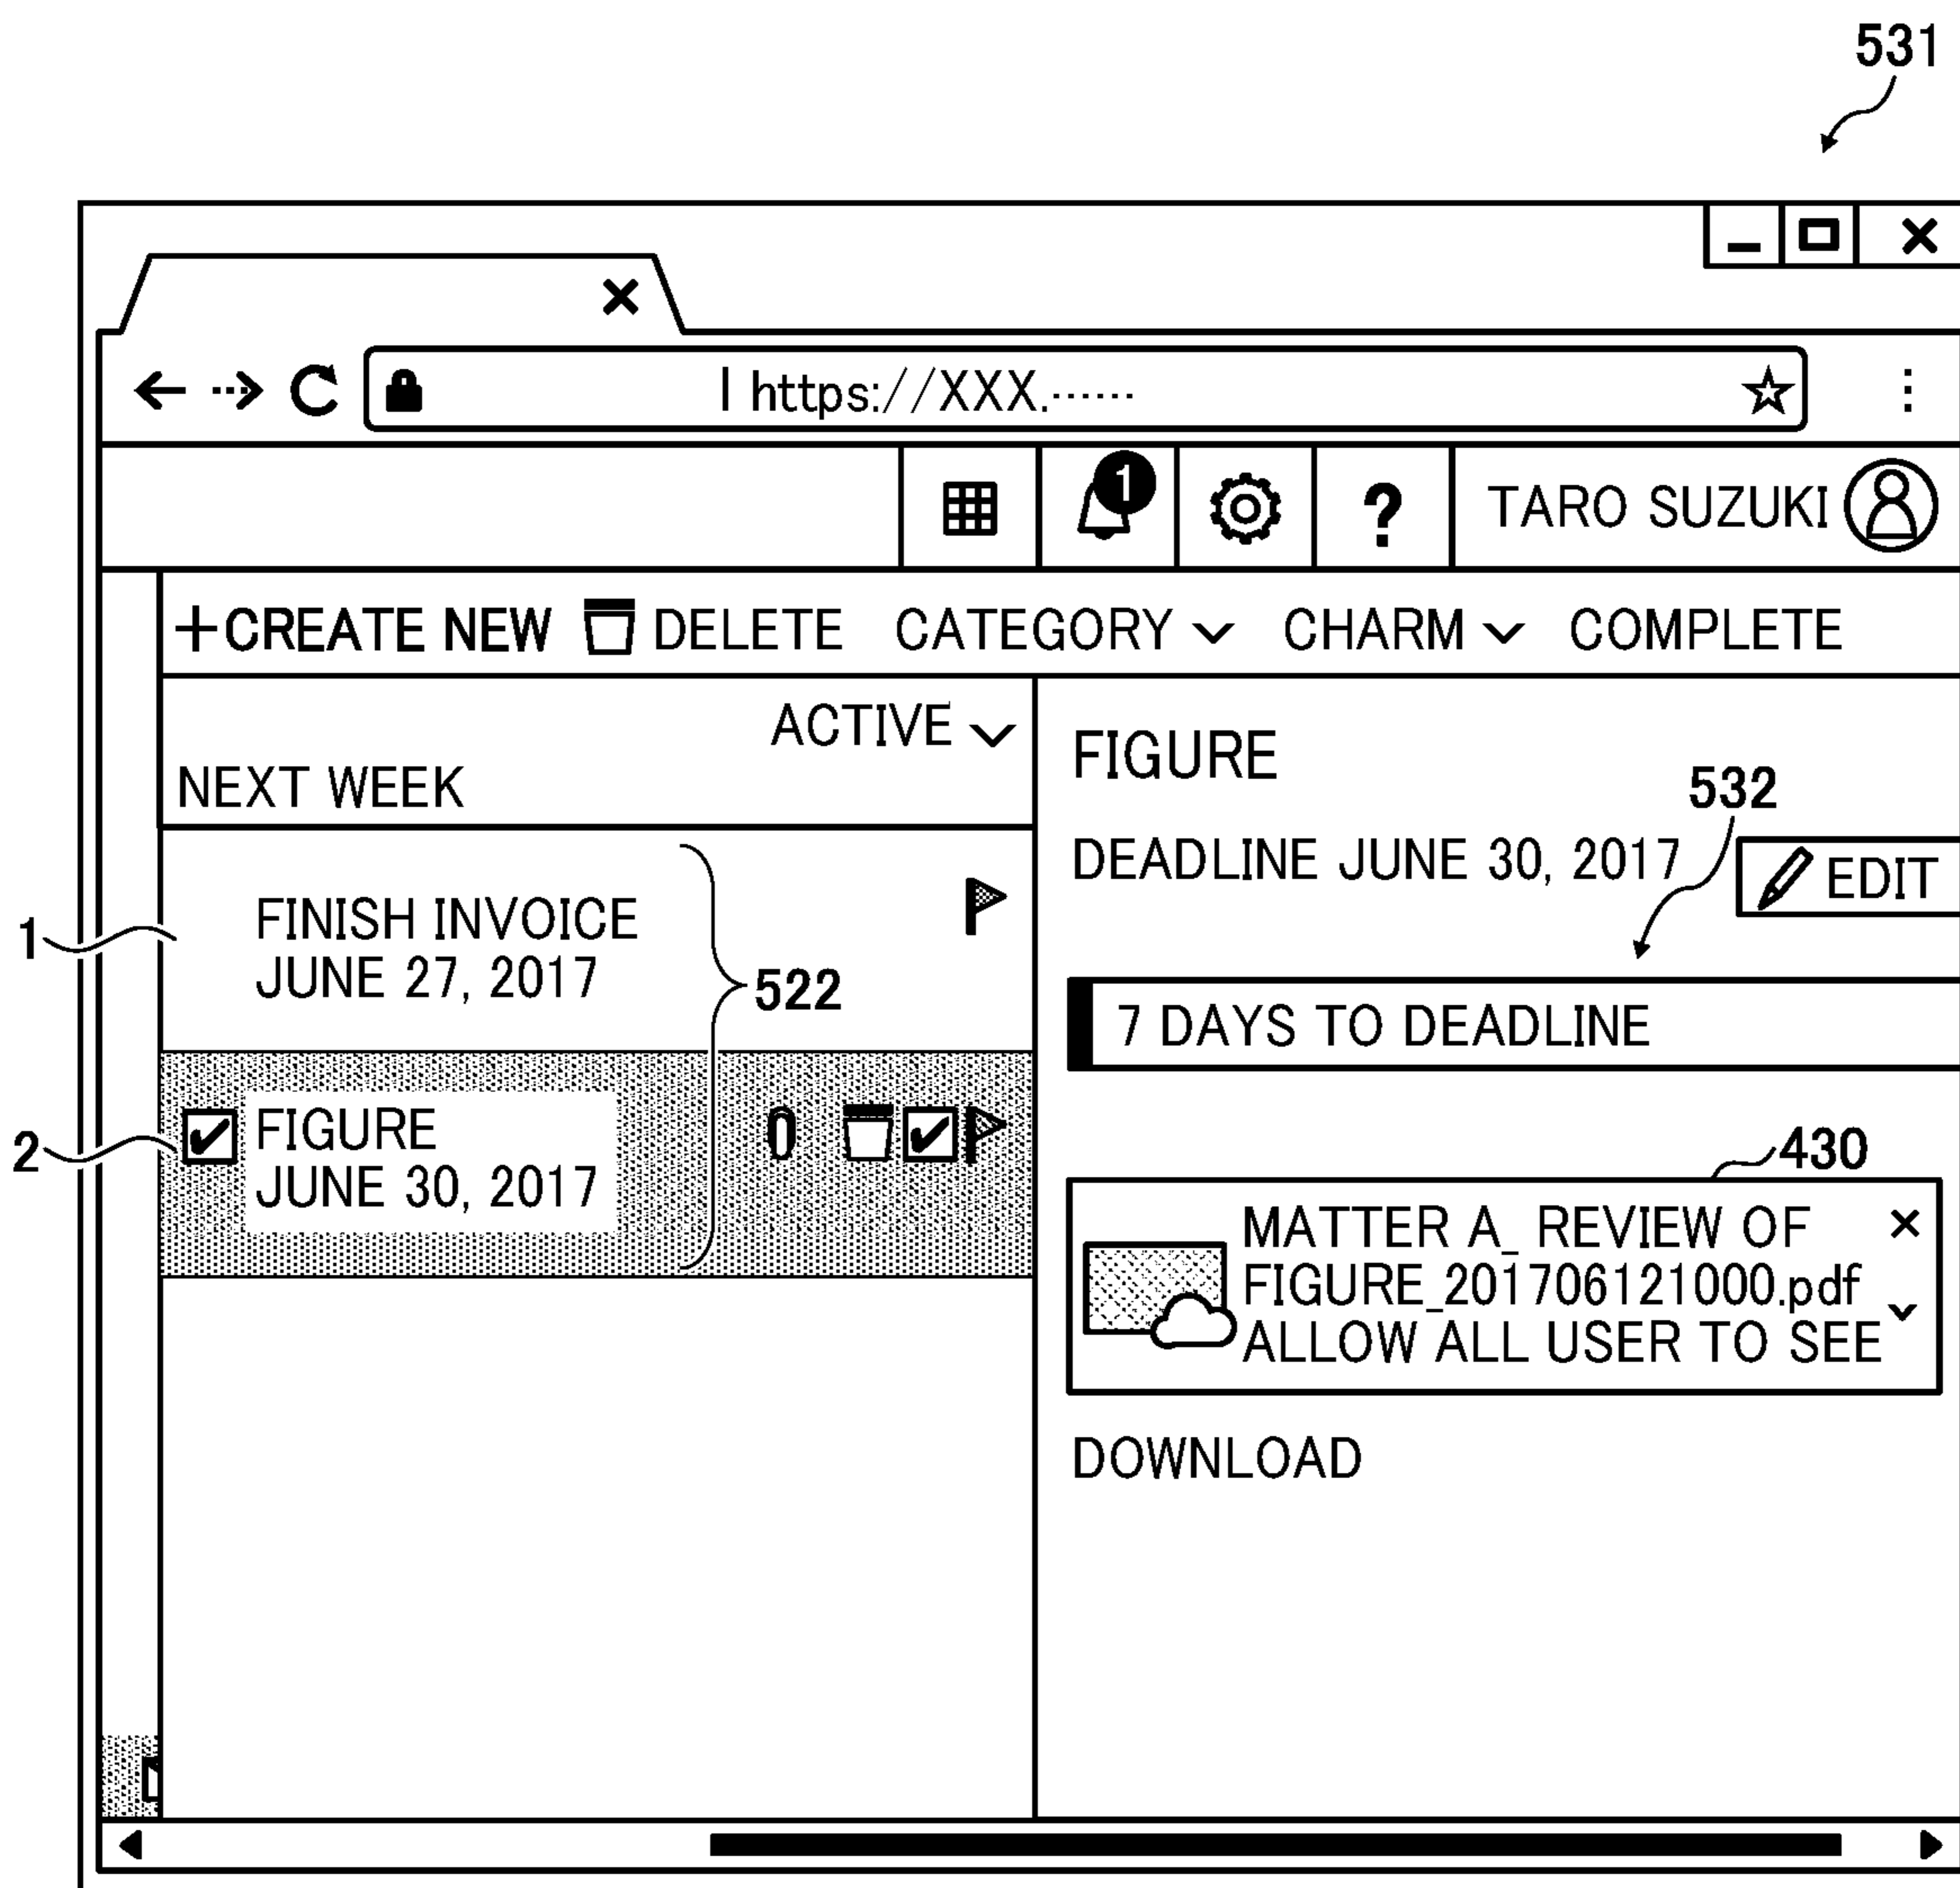 531
https://XXX.……
1
?
TARO SUZUKI
+CREATE NEW DELETE CATEGORY CHARM COMPLETE
ACTIVE
NEXT WEEK
FIGURE
532
DEADLINE JUNE 30, 2017
EDIT
1
FINISH INVOICE
JUNE 27, 2017
522
7 DAYS TO DEADLINE
2
FIGURE
JUNE 30, 2017
0
430
MATTER A_ REVIEW OF
FIGURE_201706121000.pdf
ALLOW ALL USER TO SEE
DOWNLOAD